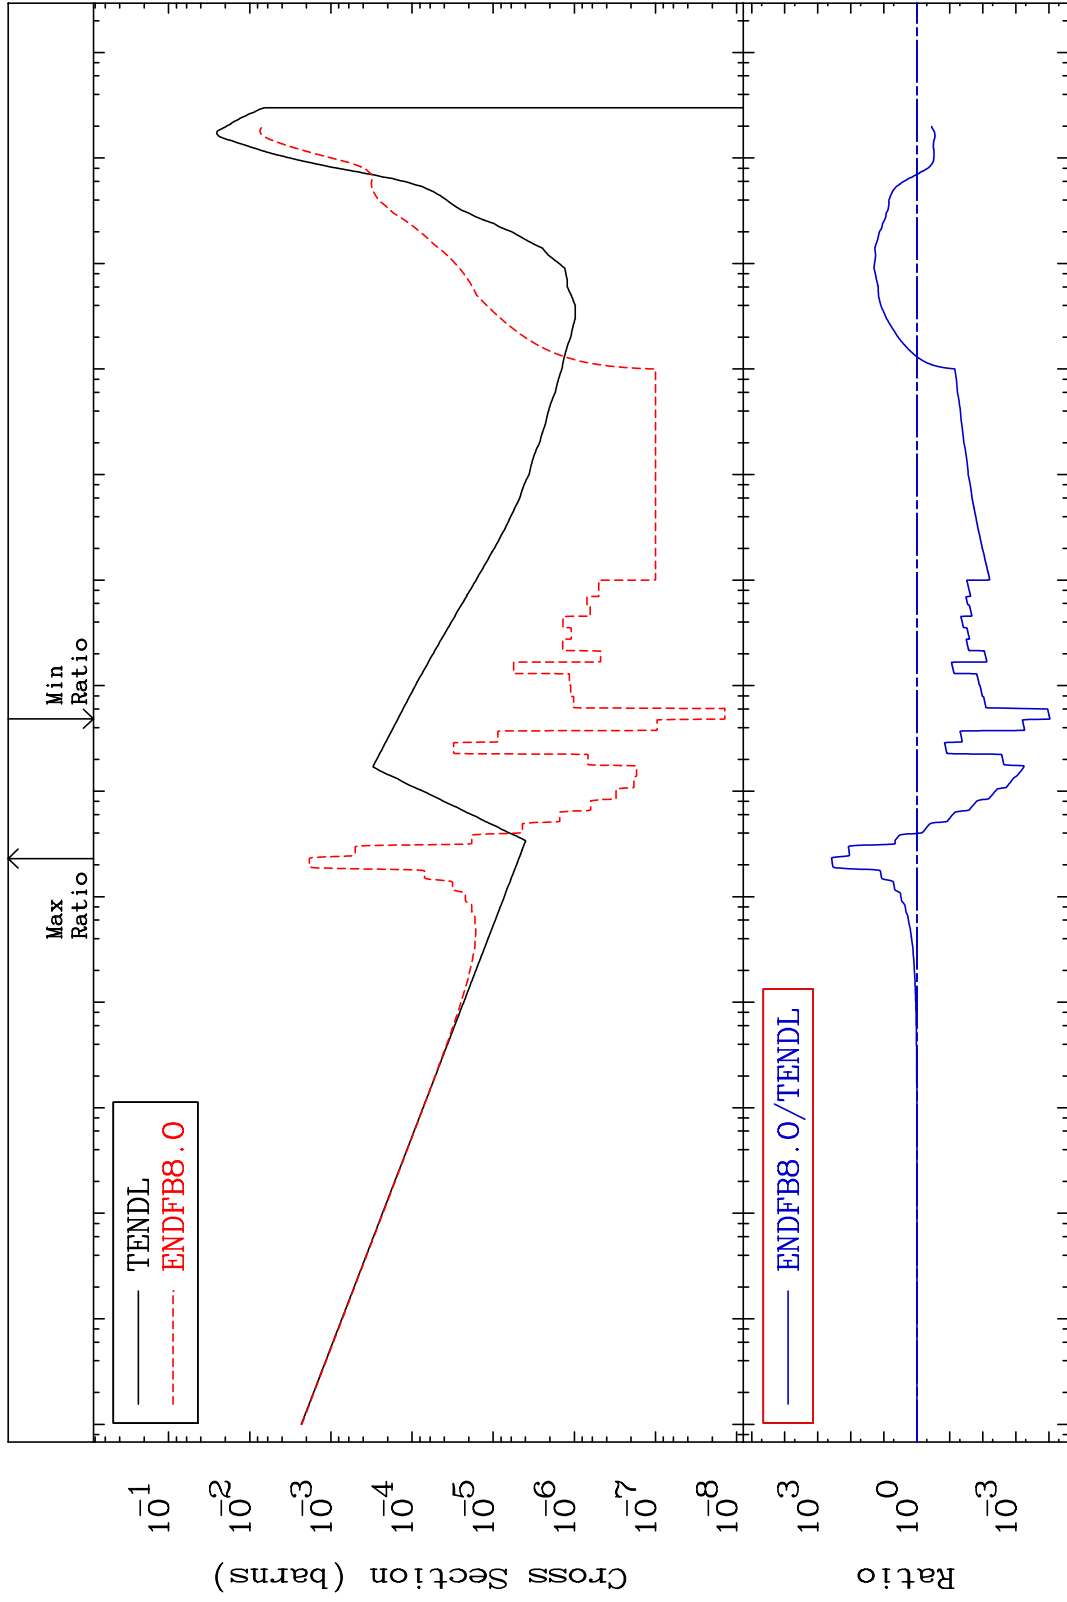 Max
Ratio
Min
Ratio
TENDL
ENDFB8.0
Cross Section (barns)
10-1
10-2
10-3
10-4
10-5
10-6
10-7
10-8
ENDFB8.0/TENDL
Ratio
10 3
10 0
10-3